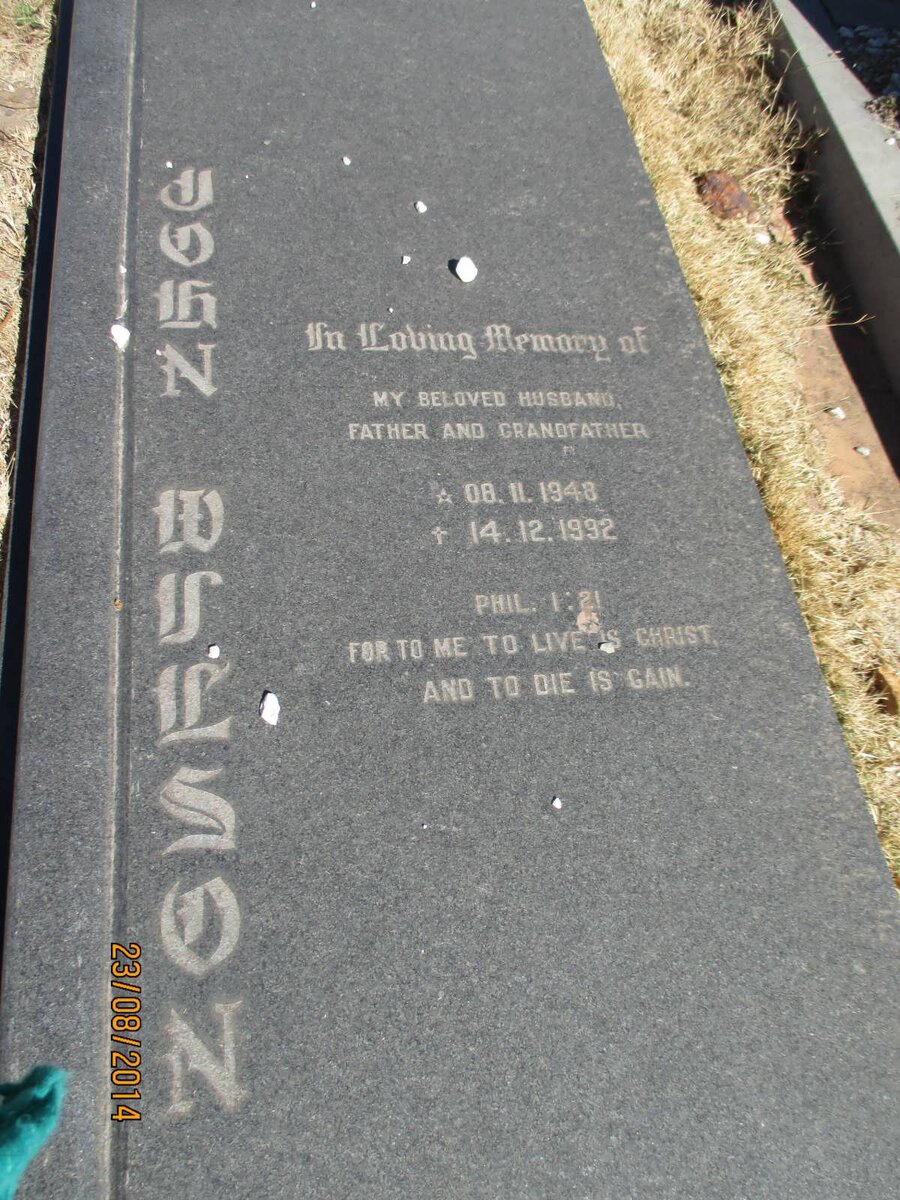 JOHN WILSON
In Loving Memory of
MY BELOVED HUSBAND,
FATHER AND GRANDFATHER
☆ 08.11.1948
✝ 14.12.1992
PHIL. 1:21
FOR TO ME TO LIVE IS CHRIST,
AND TO DIE IS GAIN.
23/08/2014